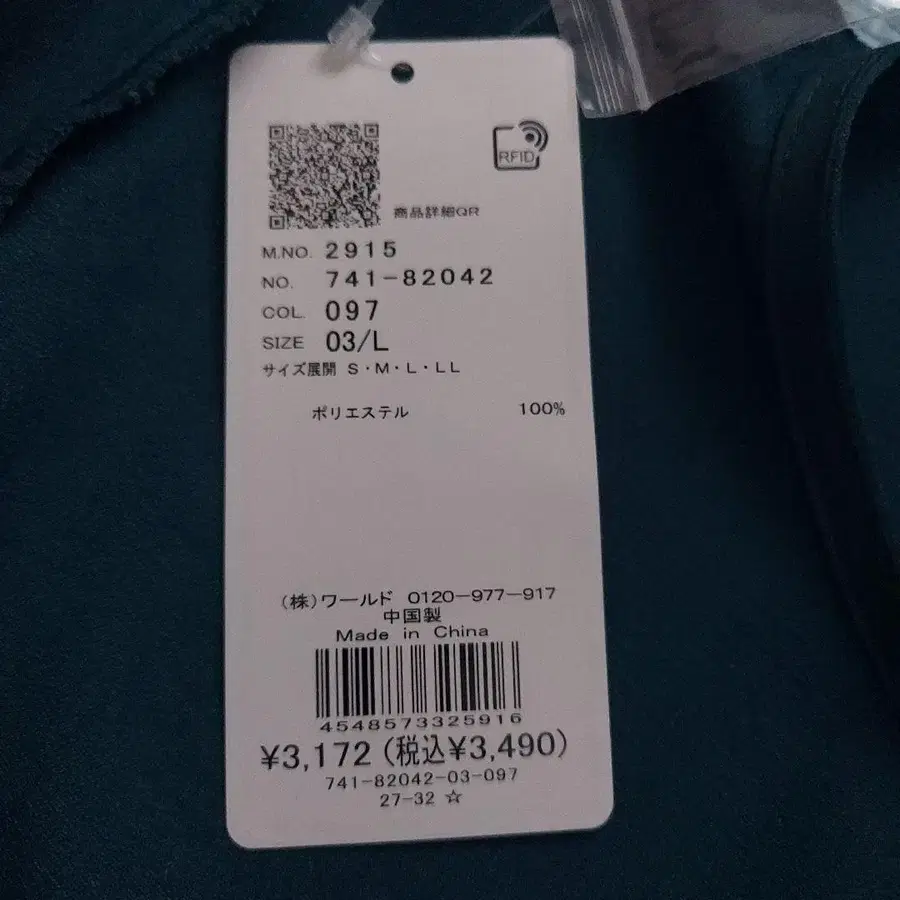 RFID
商品詳細QR
M.NO. 2915
NO. 741-82042
COL. 097
SIZE 03/L
サイズ展開 S・M・L・LL
ポリエステル 100%
(株)ワールド 0120-977-917
中国製
Made in China
4548573325916
¥3,172(税込¥3,490)
741-82042-03-097
27-32 ☆